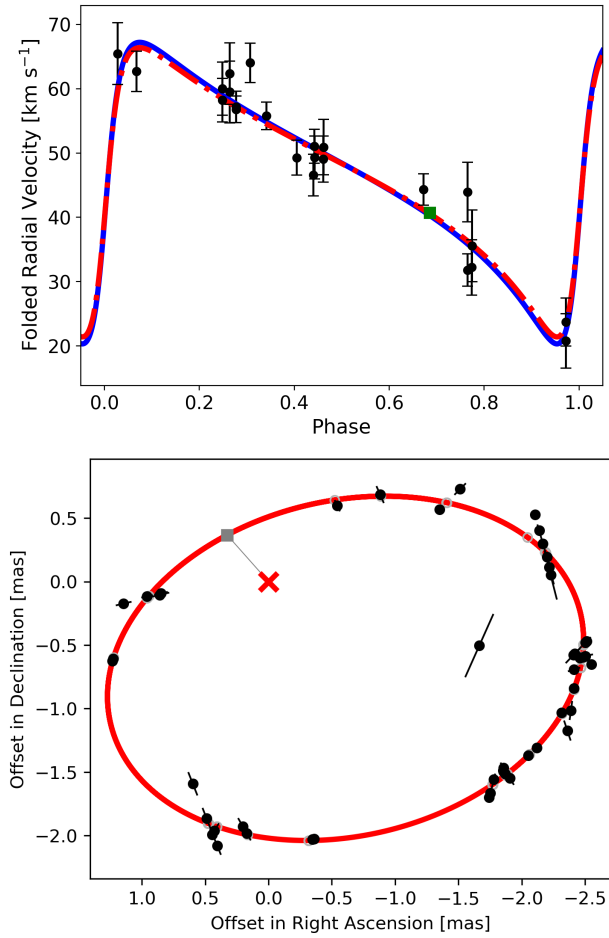 70
60
50
40
30
20
Folded Radial Velocity [km s⁻¹]
0.0 0.2 0.4 0.6 0.8 1.0
Phase
0.5
0.0
−0.5
−1.0
−1.5
−2.0
Offset in Declination [mas]
1.0 0.5 0.0 −0.5 −1.0 −1.5 −2.0 −2.5
Offset in Right Ascension [mas]